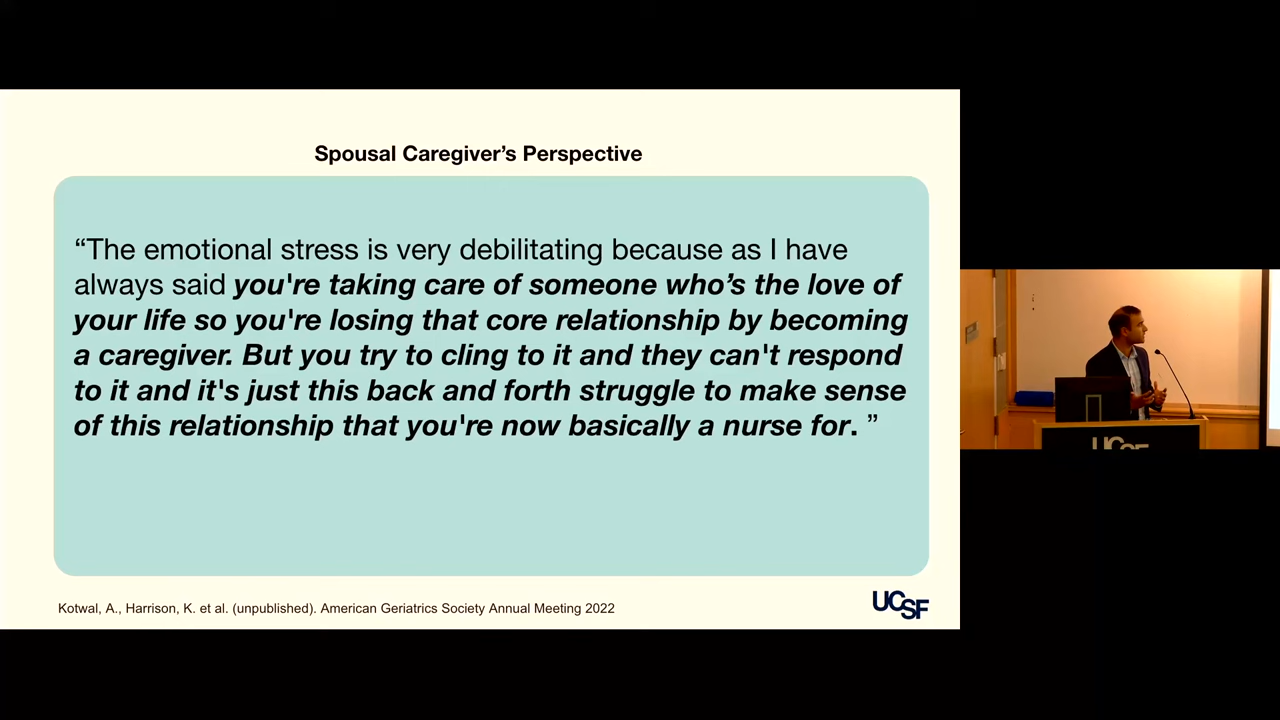 Spousal Caregiver’s Perspective
“The emotional stress is very debilitating because as I have
always said you're taking care of someone who’s the love of
your life so you're losing that core relationship by becoming
a caregiver. But you try to cling to it and they can't respond
to it and it's just this back and forth struggle to make sense
of this relationship that you're now basically a nurse for. ”
Kotwal, A., Harrison, K. et al. (unpublished). American Geriatrics Society Annual Meeting 2022
UCSF
UCSF